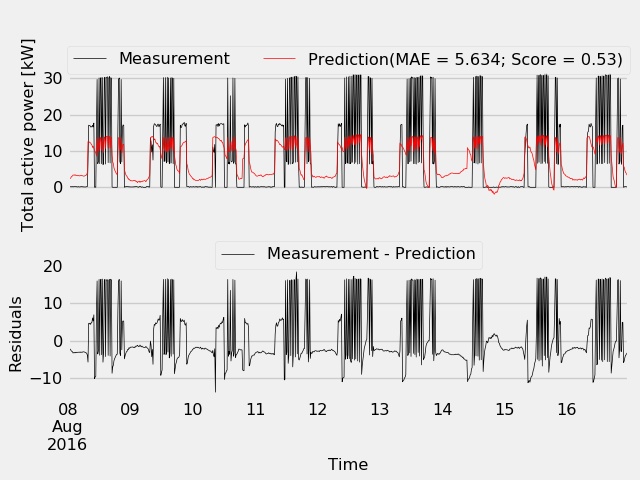 Measurement
Prediction(MAE = 5.634; Score = 0.53)
Total active power [kW]
30
20
10
0
Measurement - Prediction
Residuals
20
10
0
−10
08 09 10 11 12 13 14 15 16
Aug
2016
Time